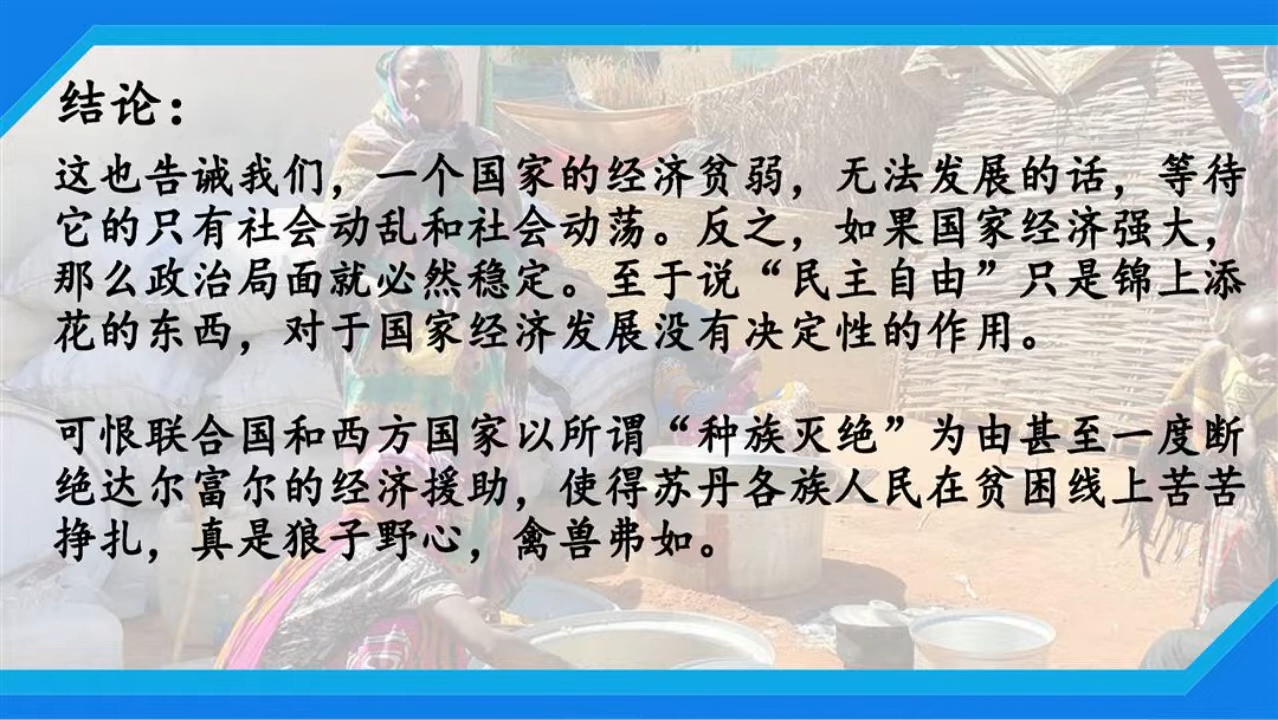 结论：
这也告诫我们，一个国家的经济贫弱，无法发展的话，等待
它的只有社会动乱和社会动荡。反之，如果国家经济强大，
那么政治局面就必然稳定。至于说“民主自由”只是锦上添
花的东西，对于国家经济发展没有决定性的作用。
可恨联合国和西方国家以所谓“种族灭绝”为由甚至一度断
绝达尔富尔的经济援助，使得苏丹各族人民在贫困线上苦苦
挣扎，真是狼子野心，禽兽弗如。